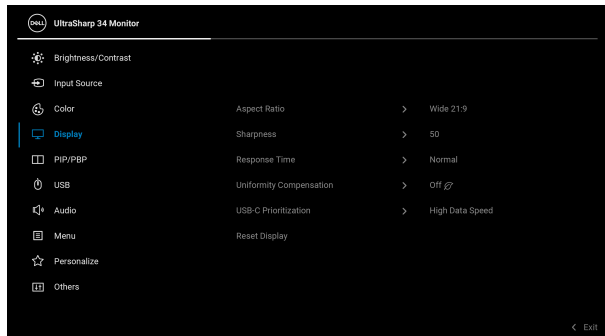 DELL UltraSharp 34 Monitor
Brightness/Contrast
Input Source
Color
Aspect Ratio > Wide 21:9
Display
Sharpness > 50
PIP/PBP
Response Time > Normal
USB
Uniformity Compensation > Off
Audio
USB-C Prioritization > High Data Speed
Menu
Reset Display
Personalize
Others
< Exit